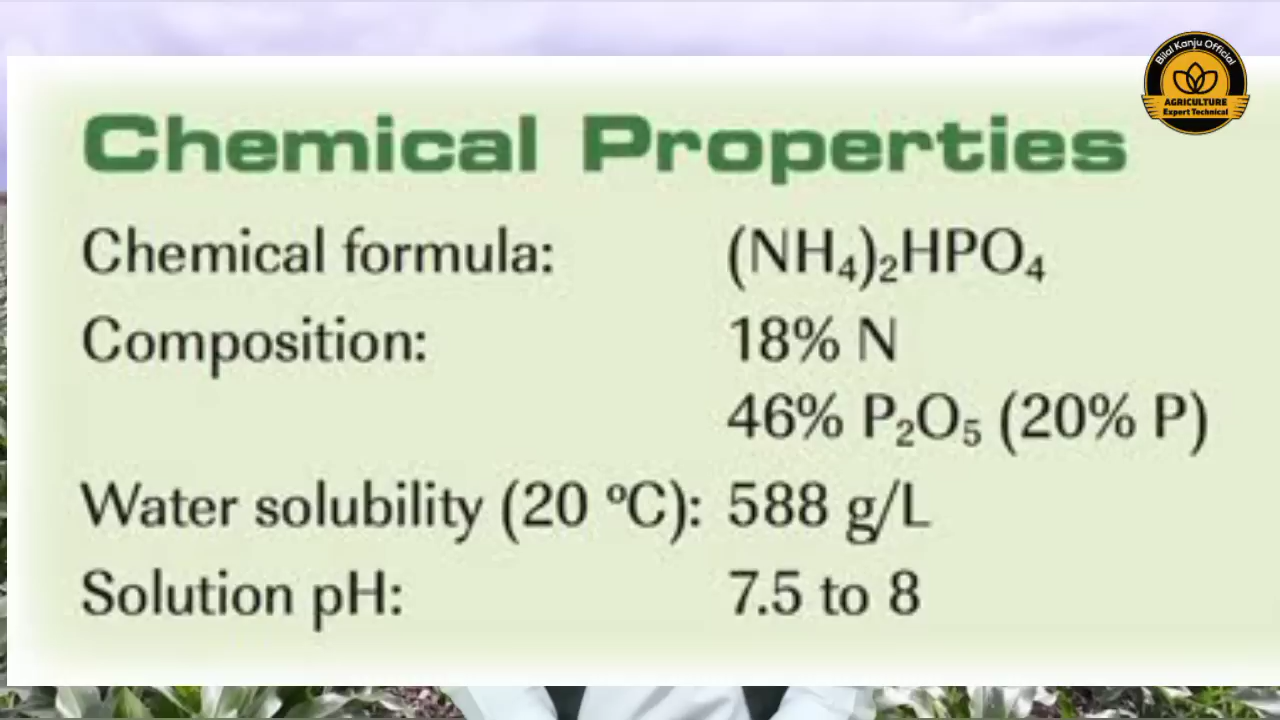 Bilal Kanju Official
AGRICULTURE
Expert Technical
Chemical Properties
Chemical formula: (NH₄)₂HPO₄
Composition: 18% N
46% P₂O₅ (20% P)
Water solubility (20 ºC): 588 g/L
Solution pH: 7.5 to 8